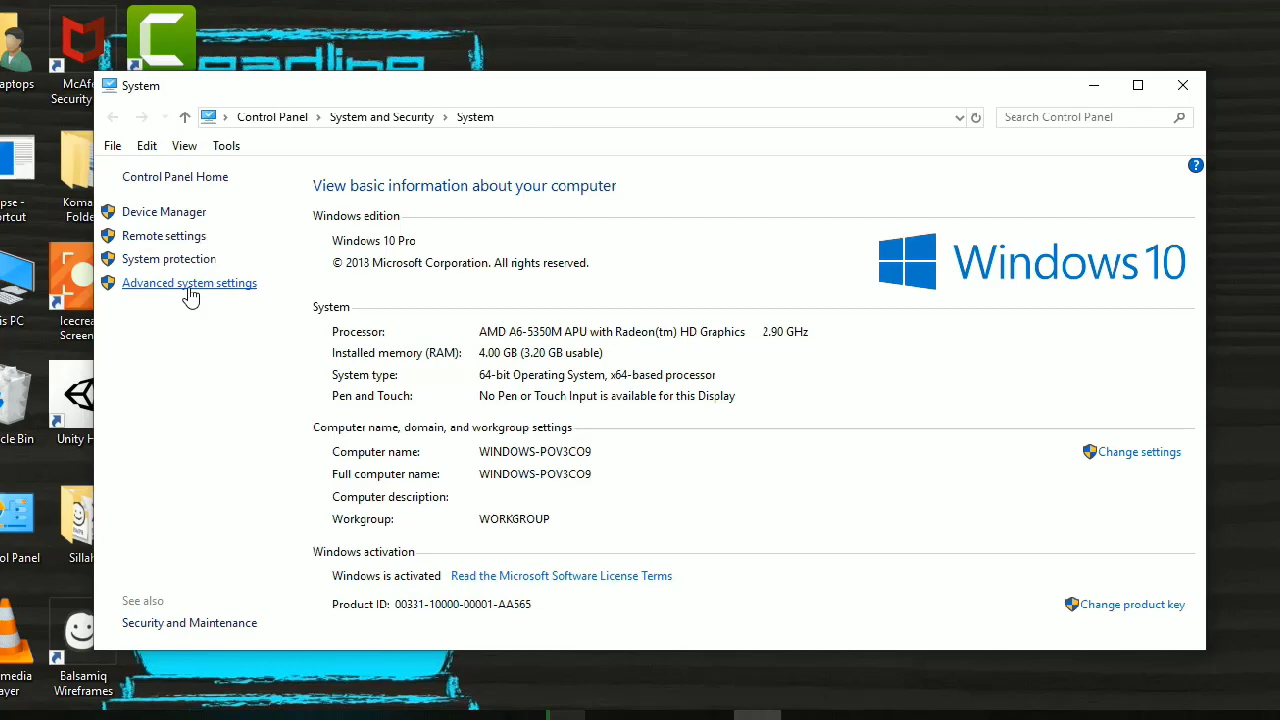 aptops
McAf
Security
System
Control Panel
System and Security
System
Search Control Panel
File
Edit
View
Tools
Control Panel Home
Device Manager
Remote settings
System protection
Advanced system settings
See also
Security and Maintenance
View basic information about your computer
Windows edition
Windows 10 Pro
© 2018 Microsoft Corporation. All rights reserved.
Windows 10
System
Processor: AMD A6-5350M APU with Radeon(tm) HD Graphics 2.90 GHz
Installed memory (RAM): 4.00 GB (3.20 GB usable)
System type: 64-bit Operating System, x64-based processor
Pen and Touch: No Pen or Touch Input is available for this Display
Computer name, domain, and workgroup settings
Computer name: WINDOWS-POV3CO9
Change settings
Full computer name: WINDOWS-POV3CO9
Computer description:
Workgroup: WORKGROUP
Windows activation
Windows is activated Read the Microsoft Software License Terms
Product ID: 00331-10000-00001-AA565
Change product key
pse -
ortcut
Koma
Folde
is PC
Icecrea
Screen
cle Bin
Unity H
ol Panel
Sillah
media
ayer
Balsamiq
Wireframes